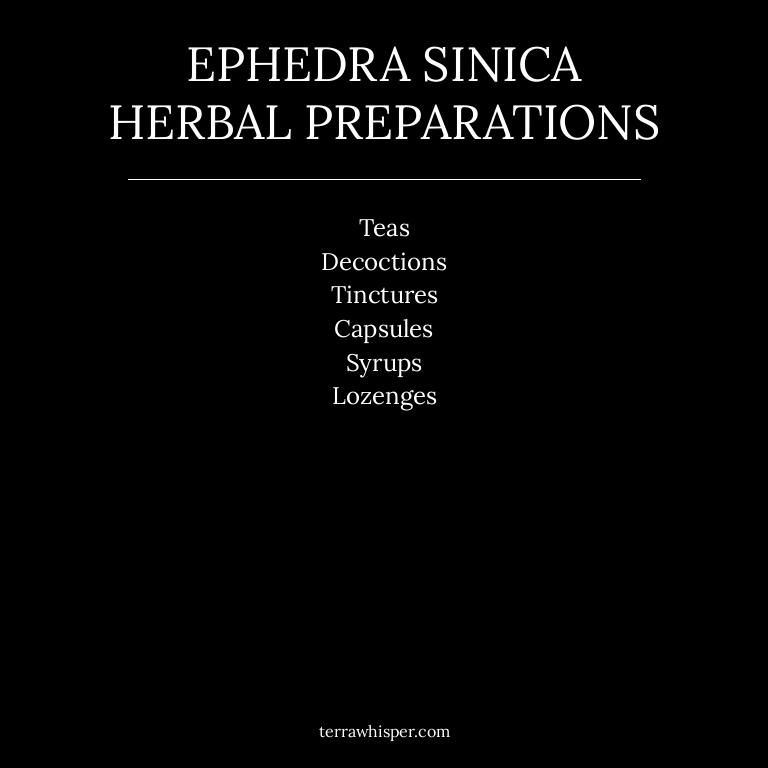 EPHEDRA SINICA
HERBAL PREPARATIONS
Teas
Decoctions
Tinctures
Capsules
Syrups
Lozenges
terrawhisper.com